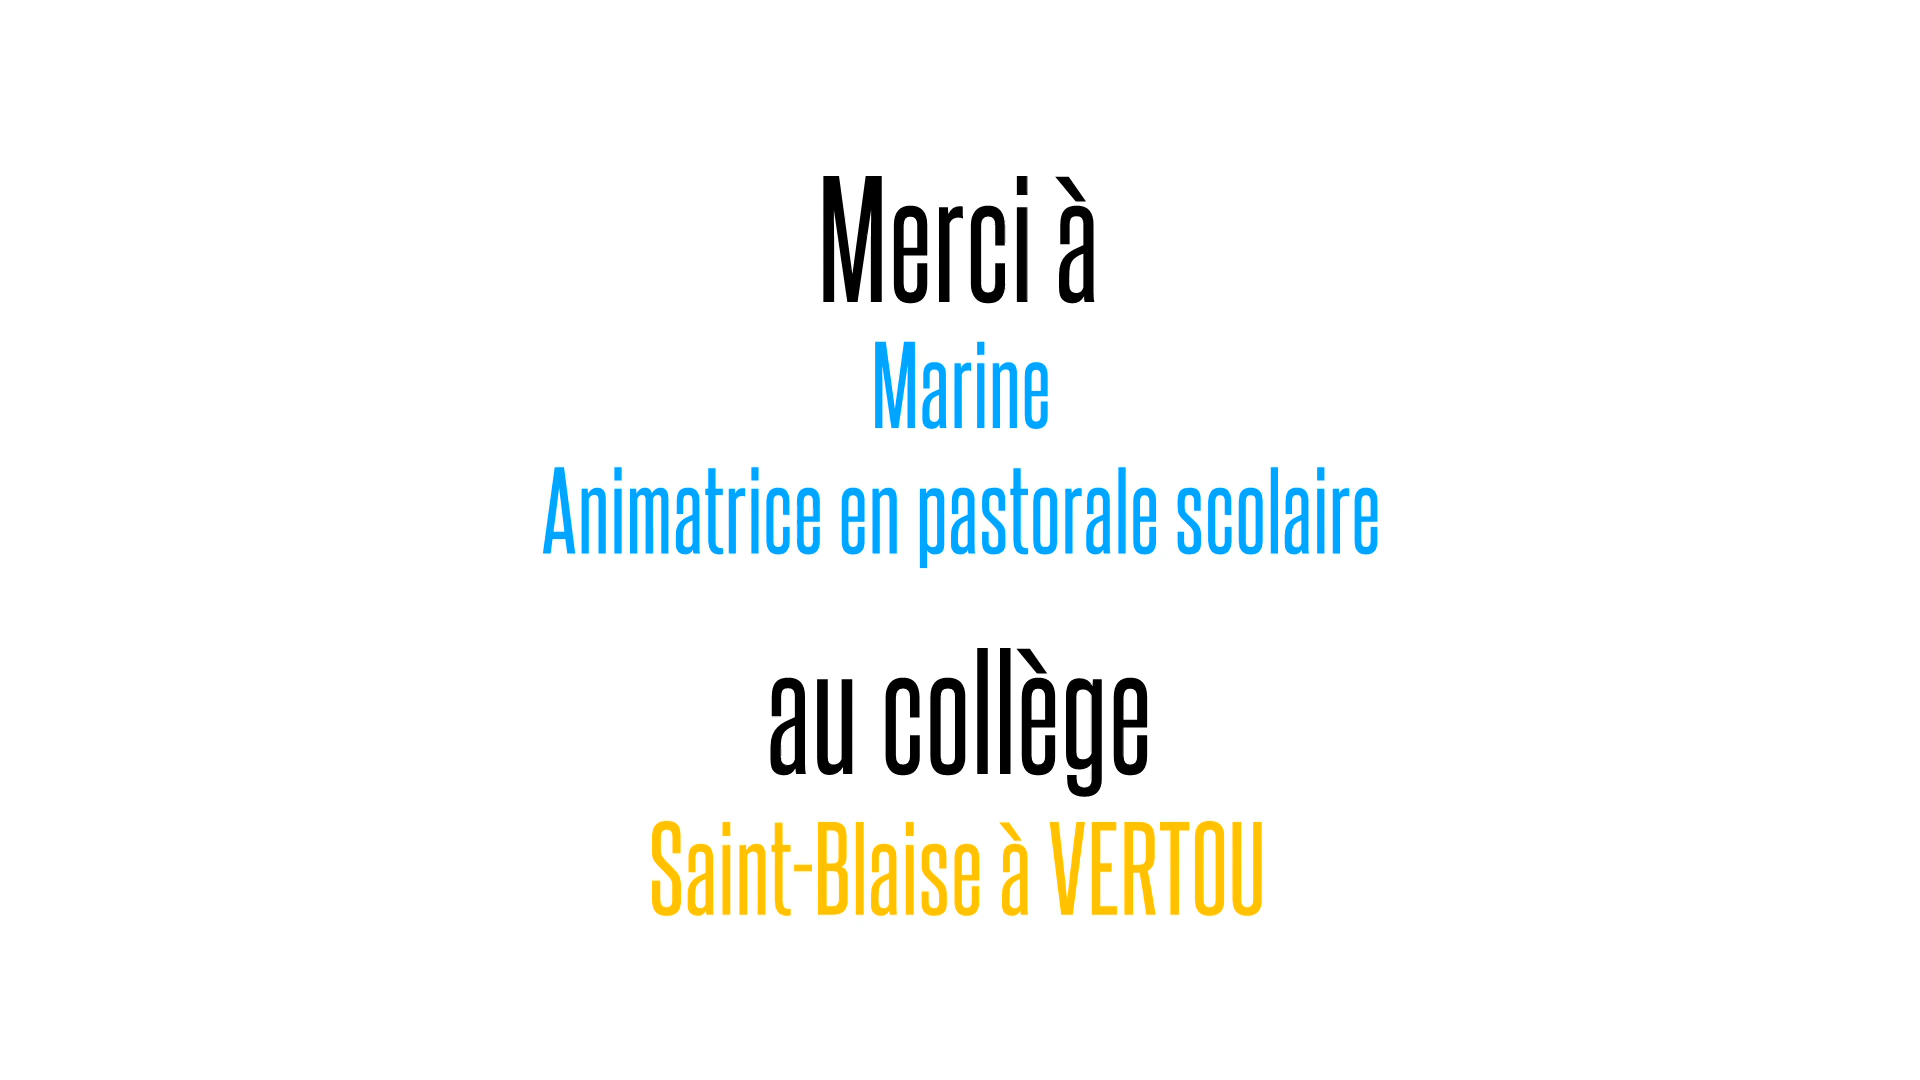 Merci à
Marine
Animatrice en pastorale scolaire
au collège
Saint-Blaise à VERTOU